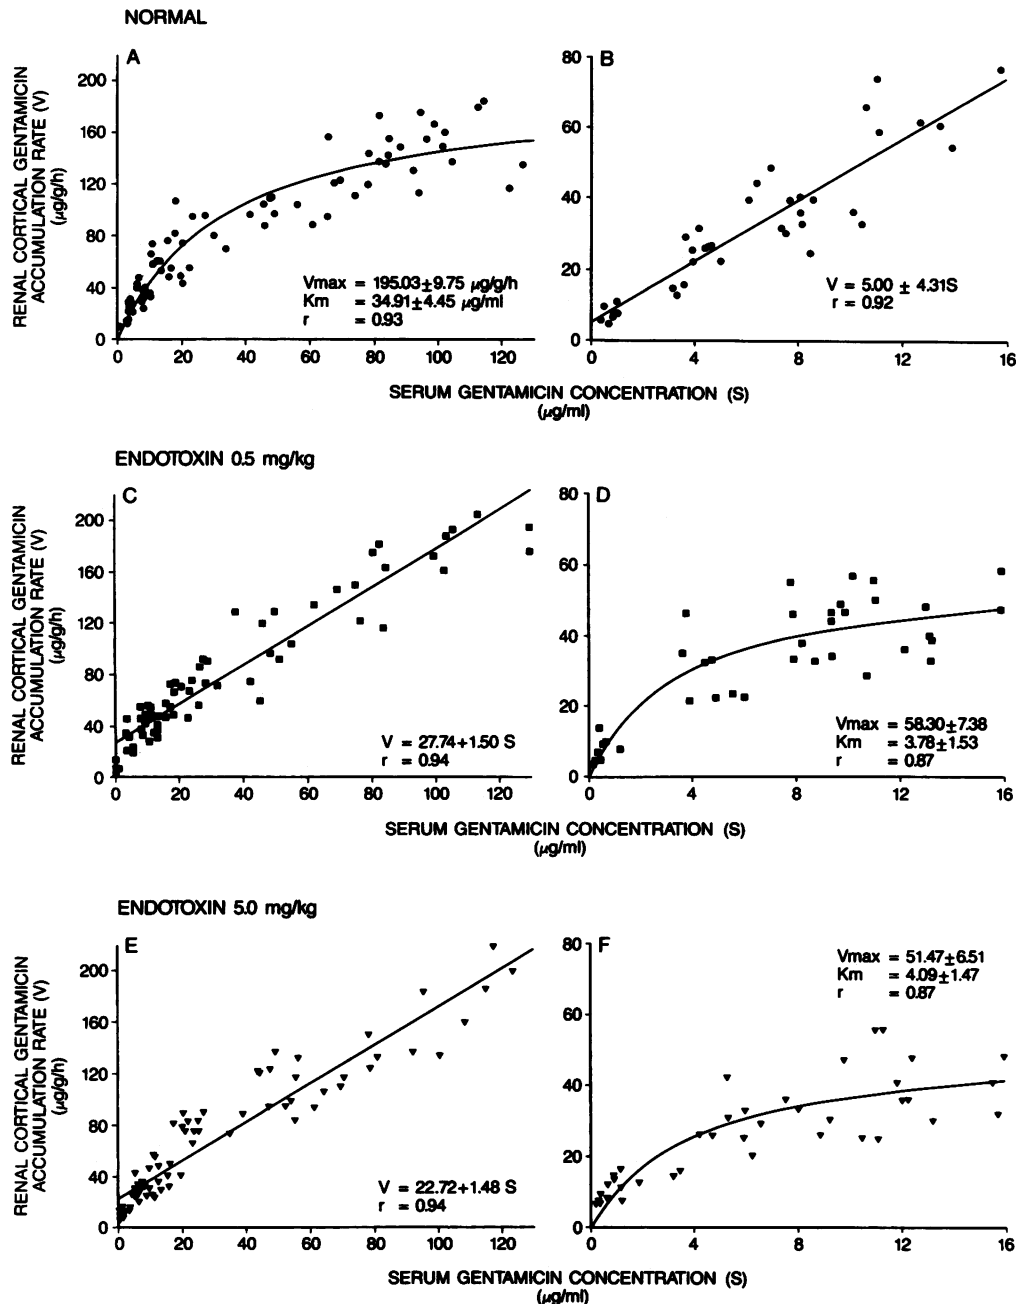 NORMAL
A
RENAL CORTICAL GENTAMICIN
ACCUMULATION RATE (V)
(μg/g/h)
200
160
120
80
40
0
Vmax = 195.03±9.75 μg/g/h
Km = 34.91±4.45 μg/ml
r = 0.93
0 20 40 60 80 100 120
B
80
60
40
20
0
V = 5.00 ± 4.31S
r = 0.92
0 4 8 12 16
SERUM GENTAMICIN CONCENTRATION (S)
(μg/ml)
ENDOTOXIN 0.5 mg/kg
C
RENAL CORTICAL GENTAMICIN
ACCUMULATION RATE (V)
(μg/g/h)
200
160
120
80
40
0
V = 27.74+1.50 S
r = 0.94
0 20 40 60 80 100 120
D
80
60
40
20
0
Vmax = 58.30±7.38
Km = 3.78±1.53
r = 0.87
0 4 8 12 16
SERUM GENTAMICIN CONCENTRATION (S)
(μg/ml)
ENDOTOXIN 5.0 mg/kg
E
RENAL CORTICAL GENTAMICIN
ACCUMULATION RATE (V)
(μg/g/h)
200
160
120
80
40
0
V = 22.72+1.48 S
r = 0.94
0 20 40 60 80 100 120
F
80
60
40
20
0
Vmax = 51.47±6.51
Km = 4.09±1.47
r = 0.87
0 4 8 12 16
SERUM GENTAMICIN CONCENTRATION (S)
(μg/ml)